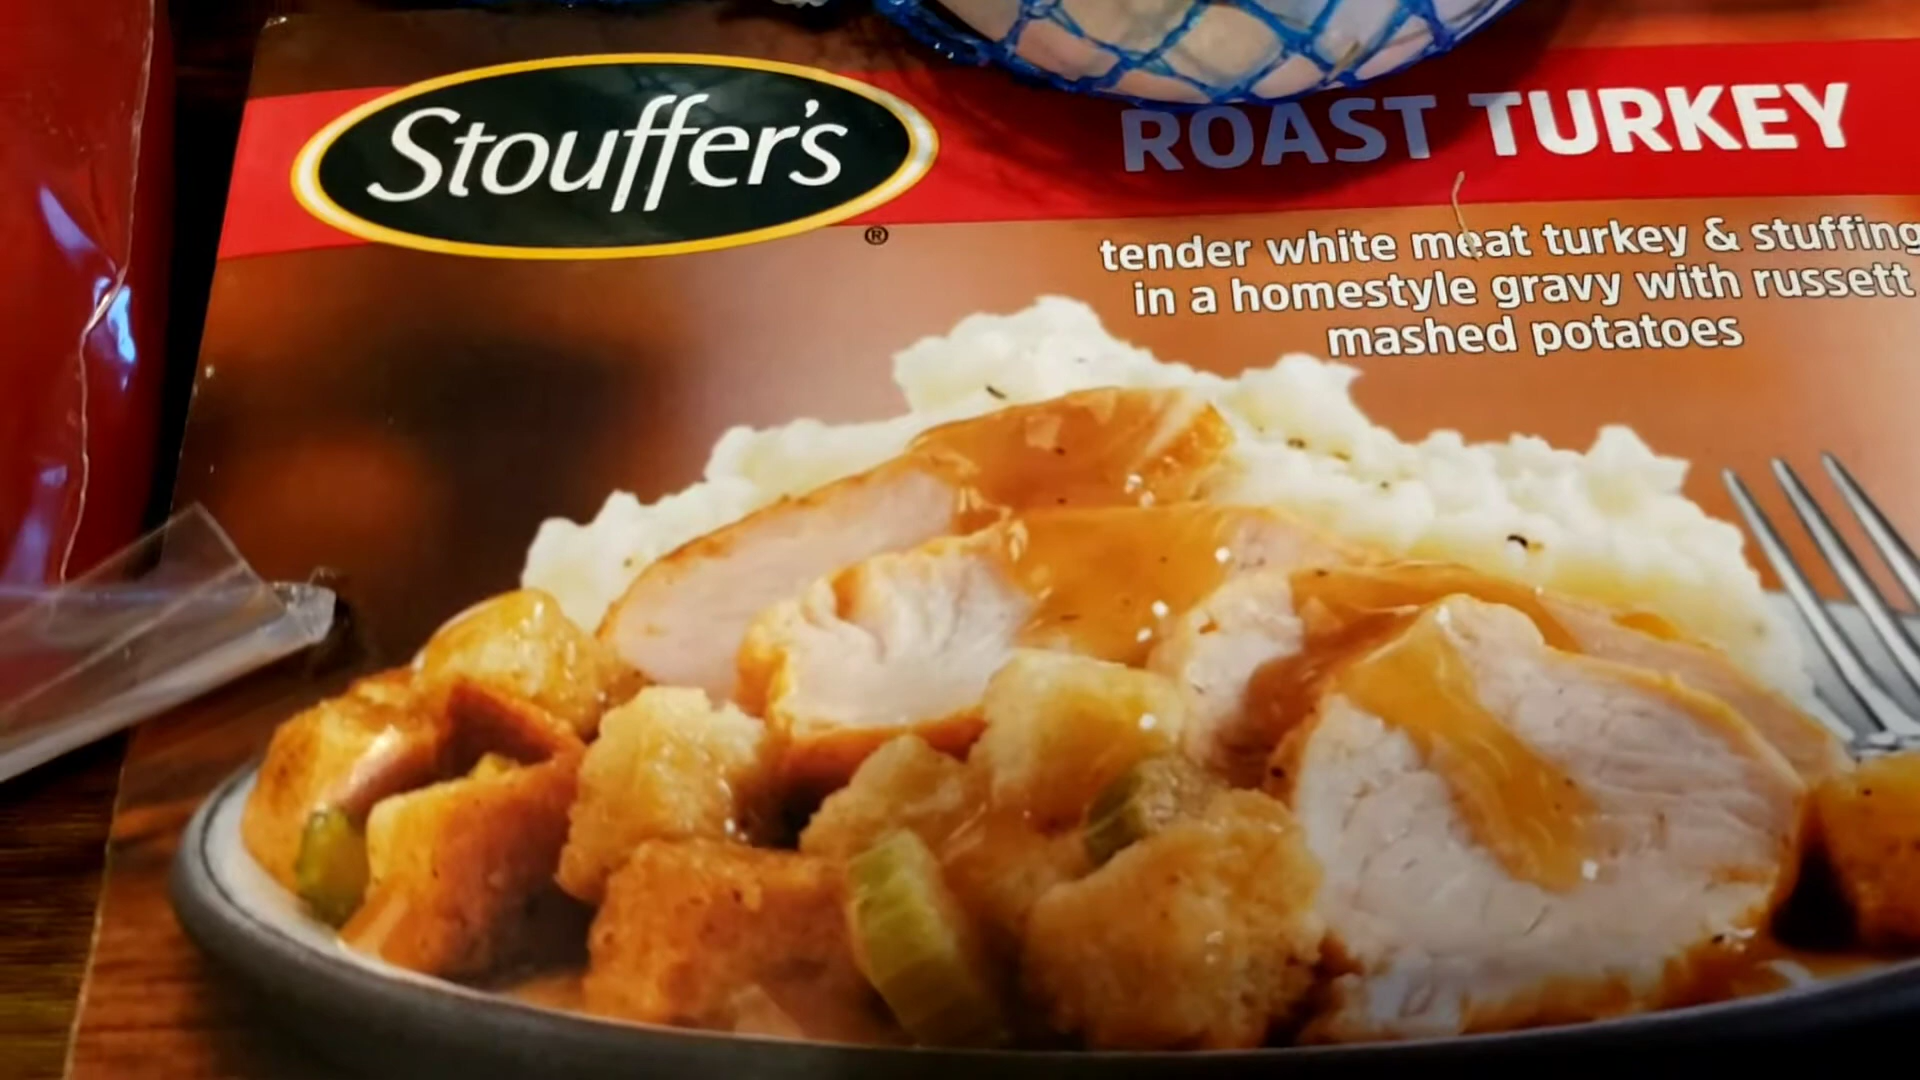 Stouffer's
®
ROAST TURKEY
tender white meat turkey & stuffing
in a homestyle gravy with russett
mashed potatoes